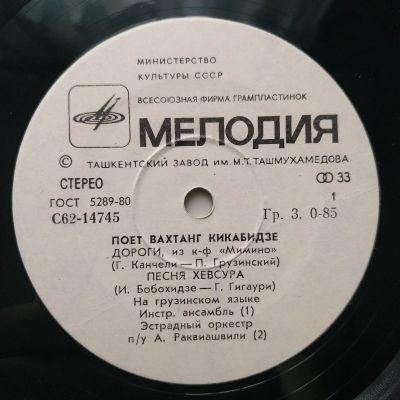 МИНИСТЕРСТВО
КУЛЬТУРЫ СССР
ВСЕСОЮЗНАЯ ФИРМА ГРАМПЛАСТИНОК
МЕЛОДИЯ
© ТАШКЕНТСКИЙ ЗАВОД ИМ. М. Т. ТАШМУХАМЕДОВА
СТЕРЕО 33
ГОСТ 5289-80 1
С62-14745 Гр. 3. 0-85
ПОЕТ ВАХТАНГ КИКАБИДЗЕ
ДОРОГИ, из к-ф «Мимино»
(Г. Канчели — П. Грузинский)
ПЕСНЯ ХЕВСУРА
(И. Бобохидзе — Г. Гигаури)
На грузинском языке
Инстр. ансамбль (1)
Эстрадный оркестр
п/у А. Раквиашвили (2)